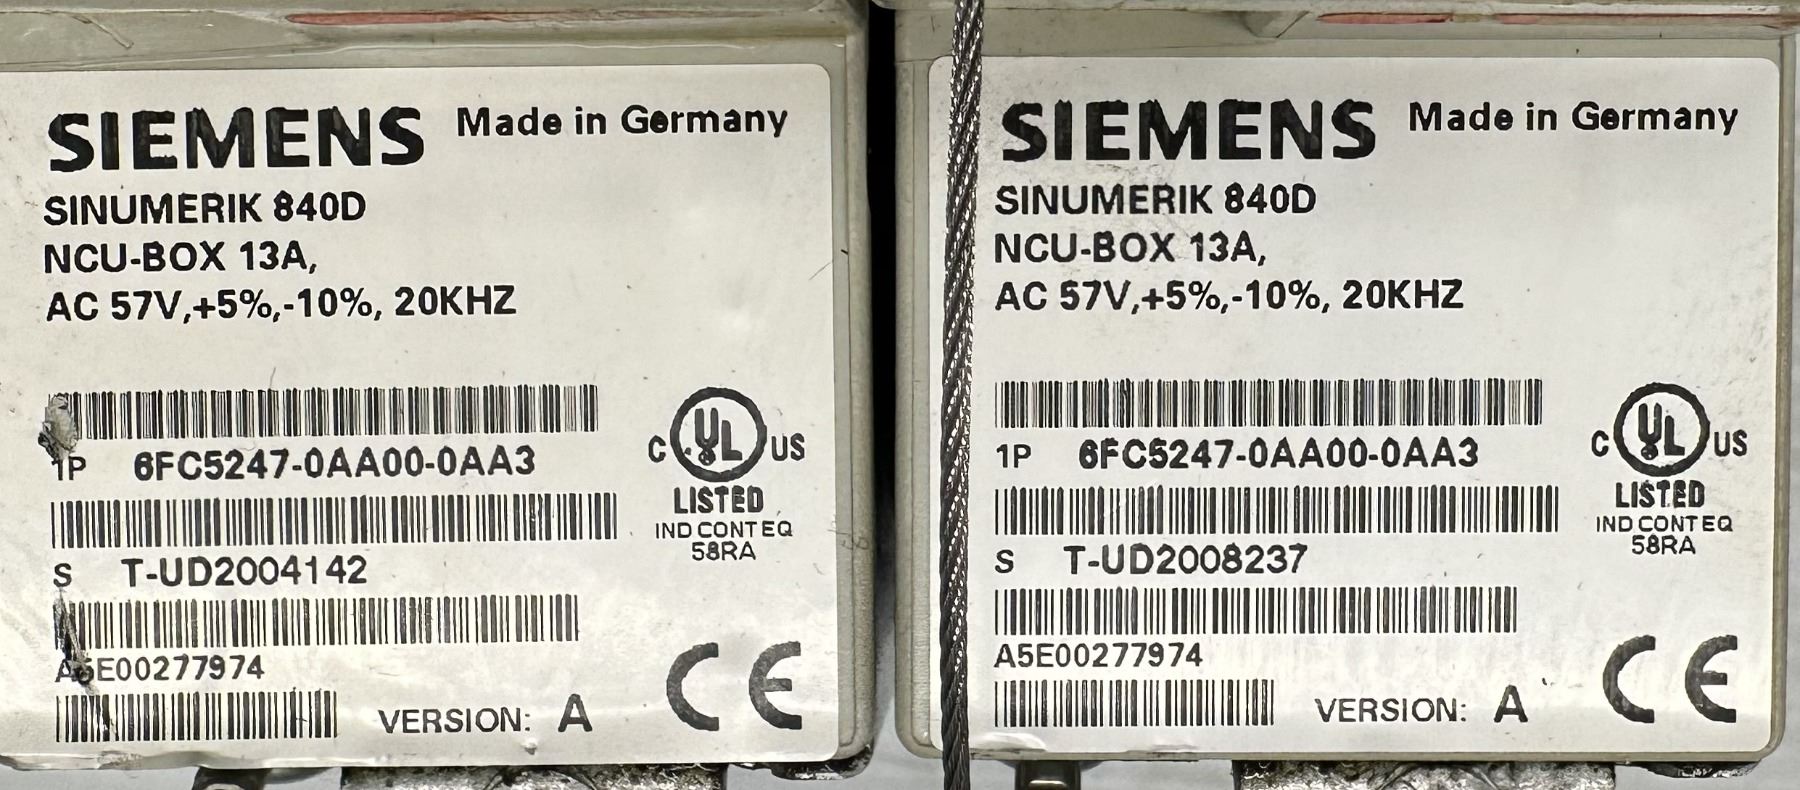 SIEMENS Made in Germany
SINUMERIK 840D
NCU-BOX 13A,
AC 57V,+5%,-10%, 20KHZ
1P 6FC5247-0AA00-0AA3
C UL US
LISTED
IND CONT EQ
58RA
S T-UD2004142
A5E00277974
VERSION: A
CE
SIEMENS Made in Germany
SINUMERIK 840D
NCU-BOX 13A,
AC 57V,+5%,-10%, 20KHZ
1P 6FC5247-0AA00-0AA3
C UL US
LISTED
IND CONT EQ
58RA
S T-UD2008237
A5E00277974
VERSION: A
CE